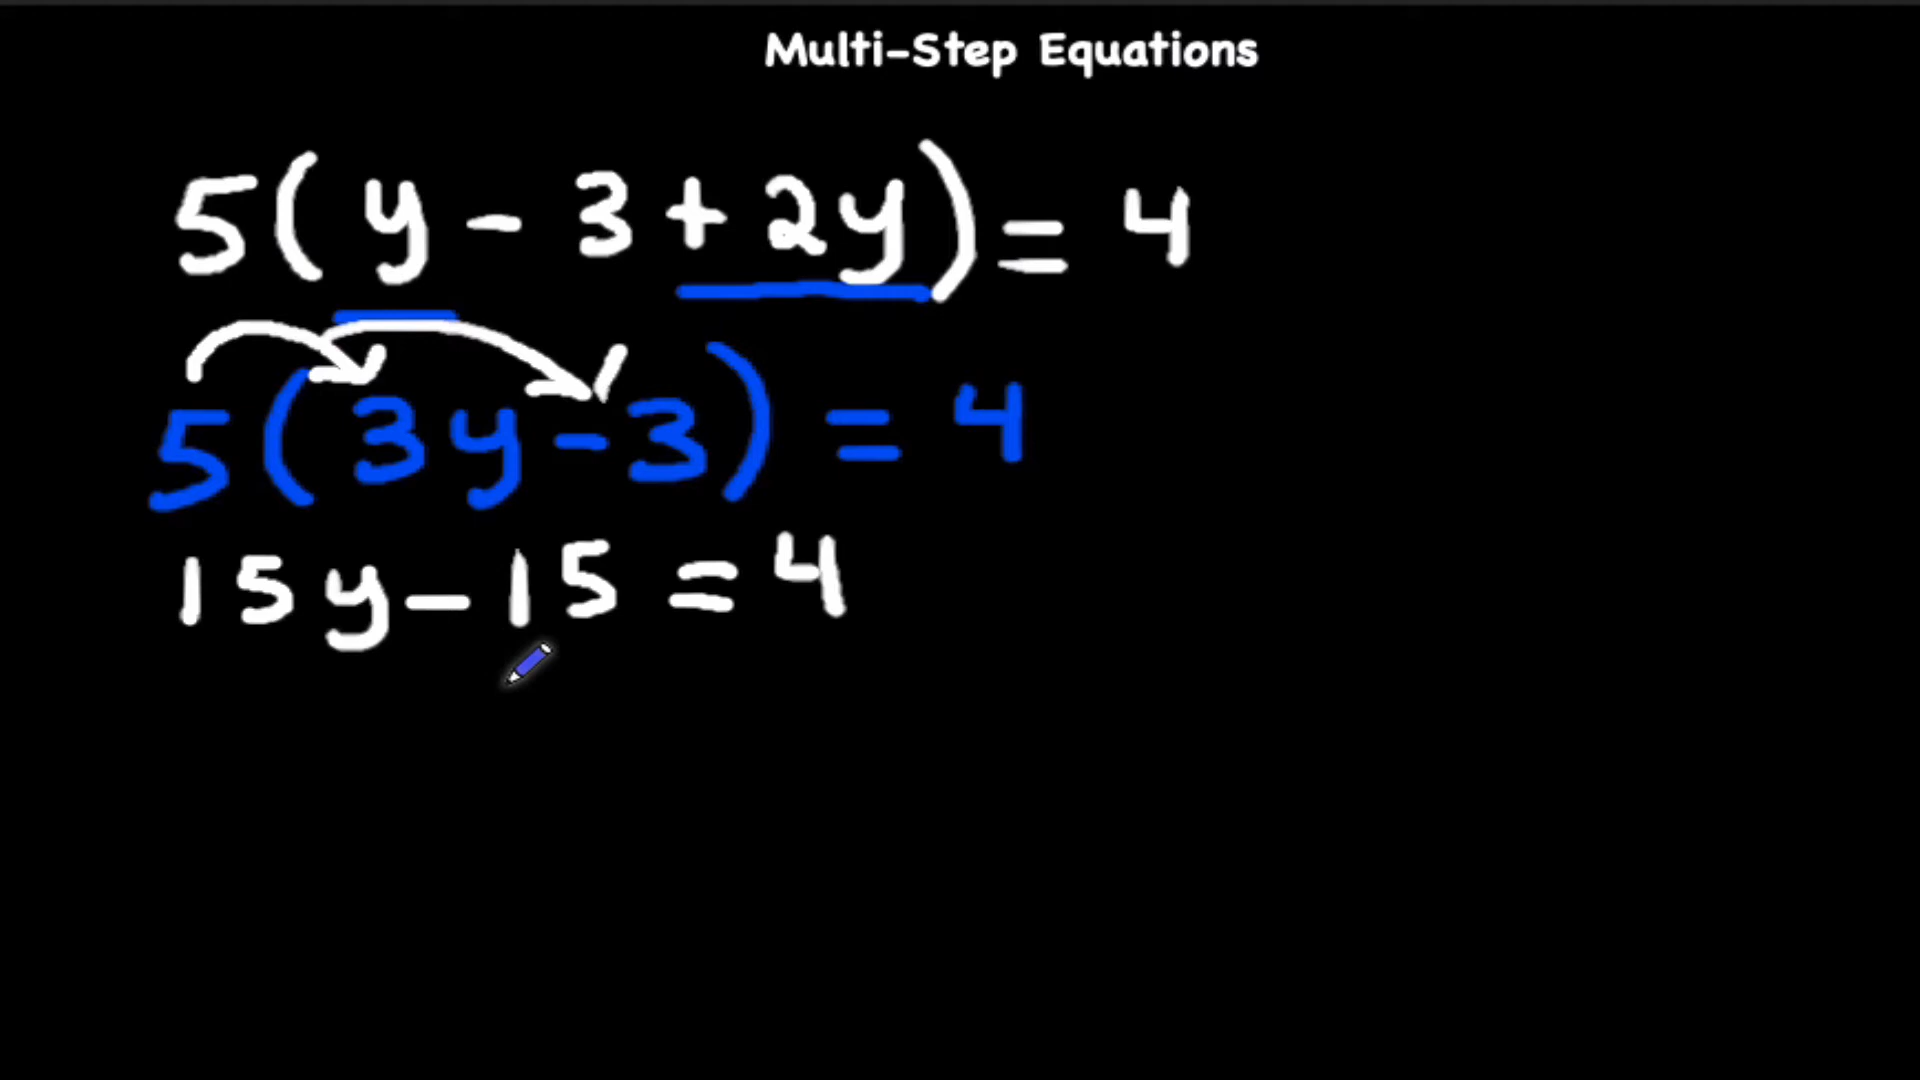 Multi-Step Equations
5(y - 3 + 2y) = 4
5(3y - 3) = 4
15y - 15 = 4